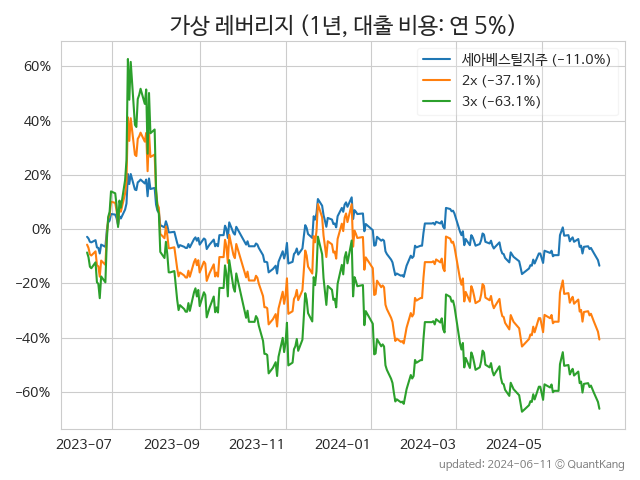 가상 레버리지 (1년, 대출 비용: 연 5%)
세아베스틸지주 (−11.0%)
2x (−37.1%)
3x (−63.1%)
60%
40%
20%
0%
−20%
−40%
−60%
2023-07
2023-09
2023-11
2024-01
2024-03
2024-05
updated: 2024-06-11 © QuantKang